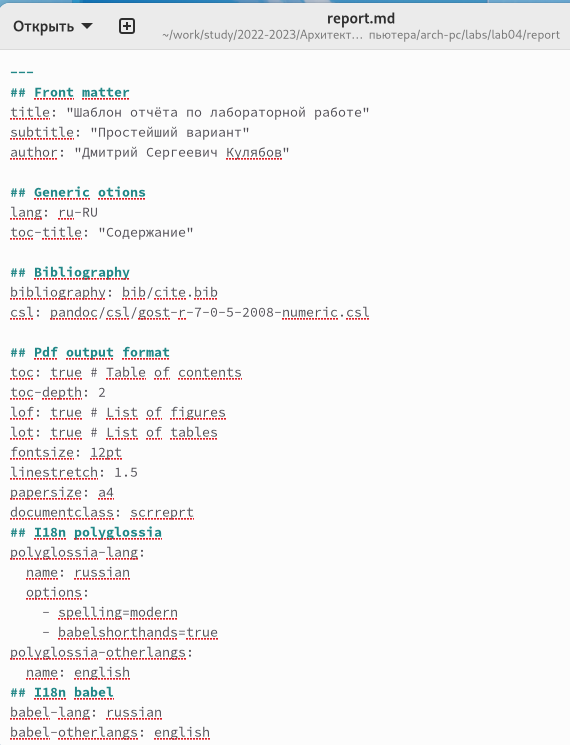 Открыть
report.md
~/work/study/2022-2023/Архитект… пьютера/arch-pc/labs/lab04/report
---
## Front matter
title: "Шаблон отчёта по лабораторной работе"
subtitle: "Простейший вариант"
author: "Дмитрий Сергеевич Кулябов"
## Generic otions
lang: ru-RU
toc-title: "Содержание"
## Bibliography
bibliography: bib/cite.bib
csl: pandoc/csl/gost-r-7-0-5-2008-numeric.csl
## Pdf output format
toc: true # Table of contents
toc-depth: 2
lof: true # List of figures
lot: true # List of tables
fontsize: 12pt
linestretch: 1.5
papersize: a4
documentclass: scrreprt
## I18n polyglossia
polyglossia-lang:
  name: russian
  options:
    - spelling=modern
    - babelshorthands=true
polyglossia-otherlangs:
  name: english
## I18n babel
babel-lang: russian
babel-otherlangs: english